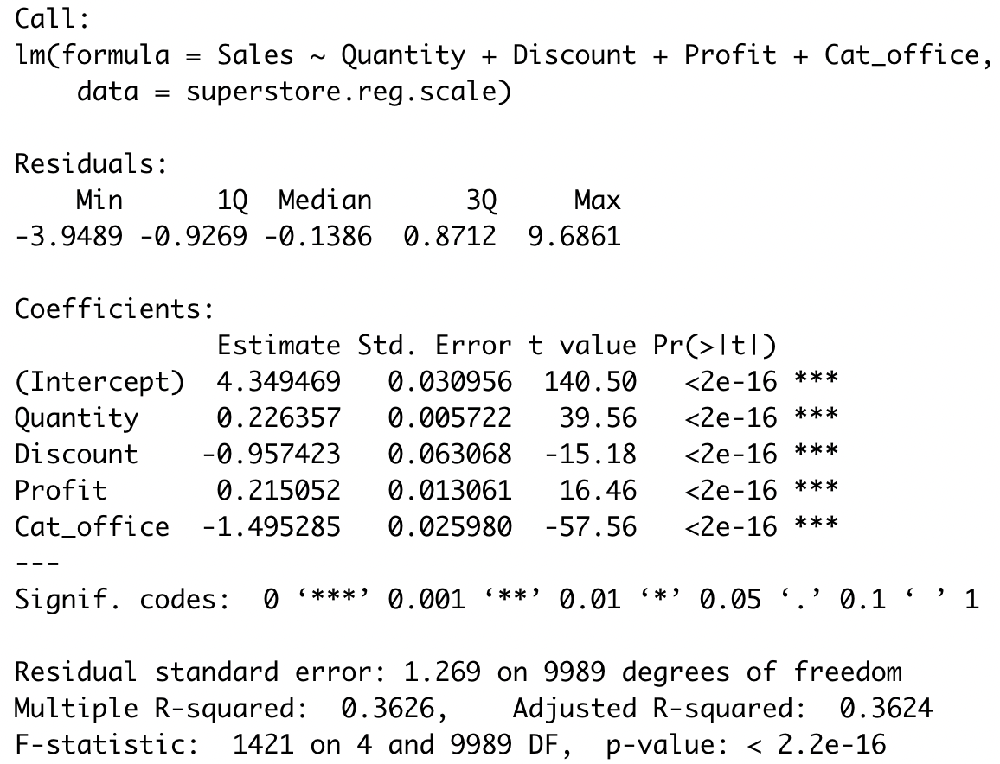 Call:
lm(formula = Sales ~ Quantity + Discount + Profit + Cat_office,
    data = superstore.reg.scale)

Residuals:
    Min      1Q  Median      3Q     Max
-3.9489 -0.9269 -0.1386  0.8712  9.6861

Coefficients:
             Estimate Std. Error t value Pr(>|t|)
(Intercept)  4.349469   0.030956  140.50   <2e-16 ***
Quantity     0.226357   0.005722   39.56   <2e-16 ***
Discount    -0.957423   0.063068  -15.18   <2e-16 ***
Profit       0.215052   0.013061   16.46   <2e-16 ***
Cat_office  -1.495285   0.025980  -57.56   <2e-16 ***
---
Signif. codes:  0 ‘***’ 0.001 ‘**’ 0.01 ‘*’ 0.05 ‘.’ 0.1 ‘ ’ 1

Residual standard error: 1.269 on 9989 degrees of freedom
Multiple R-squared:  0.3626,    Adjusted R-squared:  0.3624
F-statistic:  1421 on 4 and 9989 DF,  p-value: < 2.2e-16